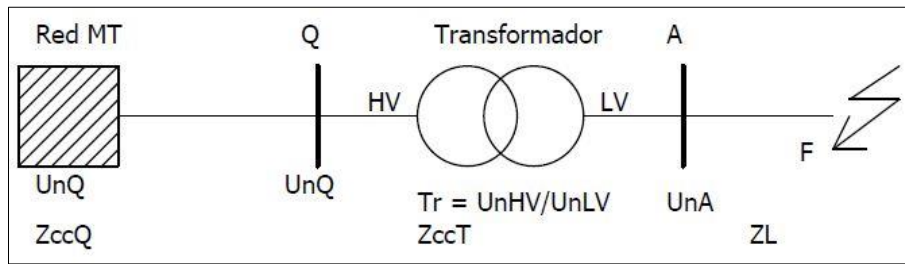 Red MT Q Transformador A
HV LV
F
UnQ UnQ Tr = UnHV/UnLV UnA
ZccQ ZccT ZL